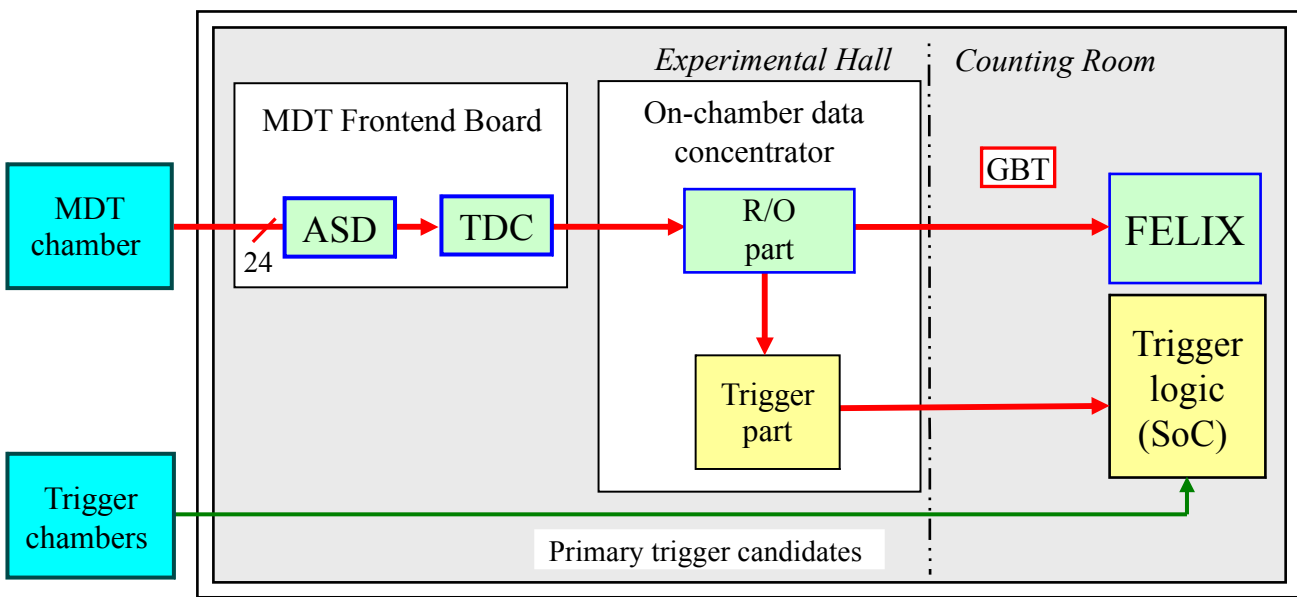 Experimental Hall
Counting Room
MDT Frontend Board
On-chamber data
concentrator
GBT
MDT
chamber
24
ASD
TDC
R/O
part
FELIX
Trigger
part
Trigger
logic
(SoC)
Trigger
chambers
Primary trigger candidates